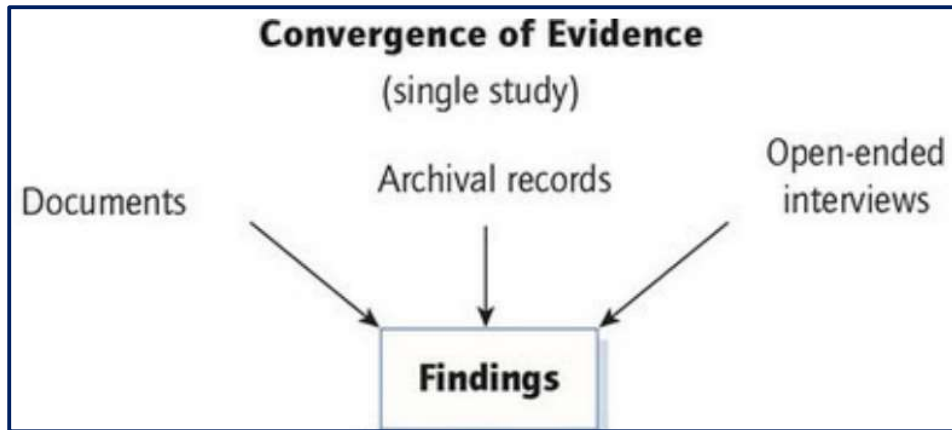 Convergence of Evidence
(single study)
Documents
Archival records
Open-ended
interviews
Findings